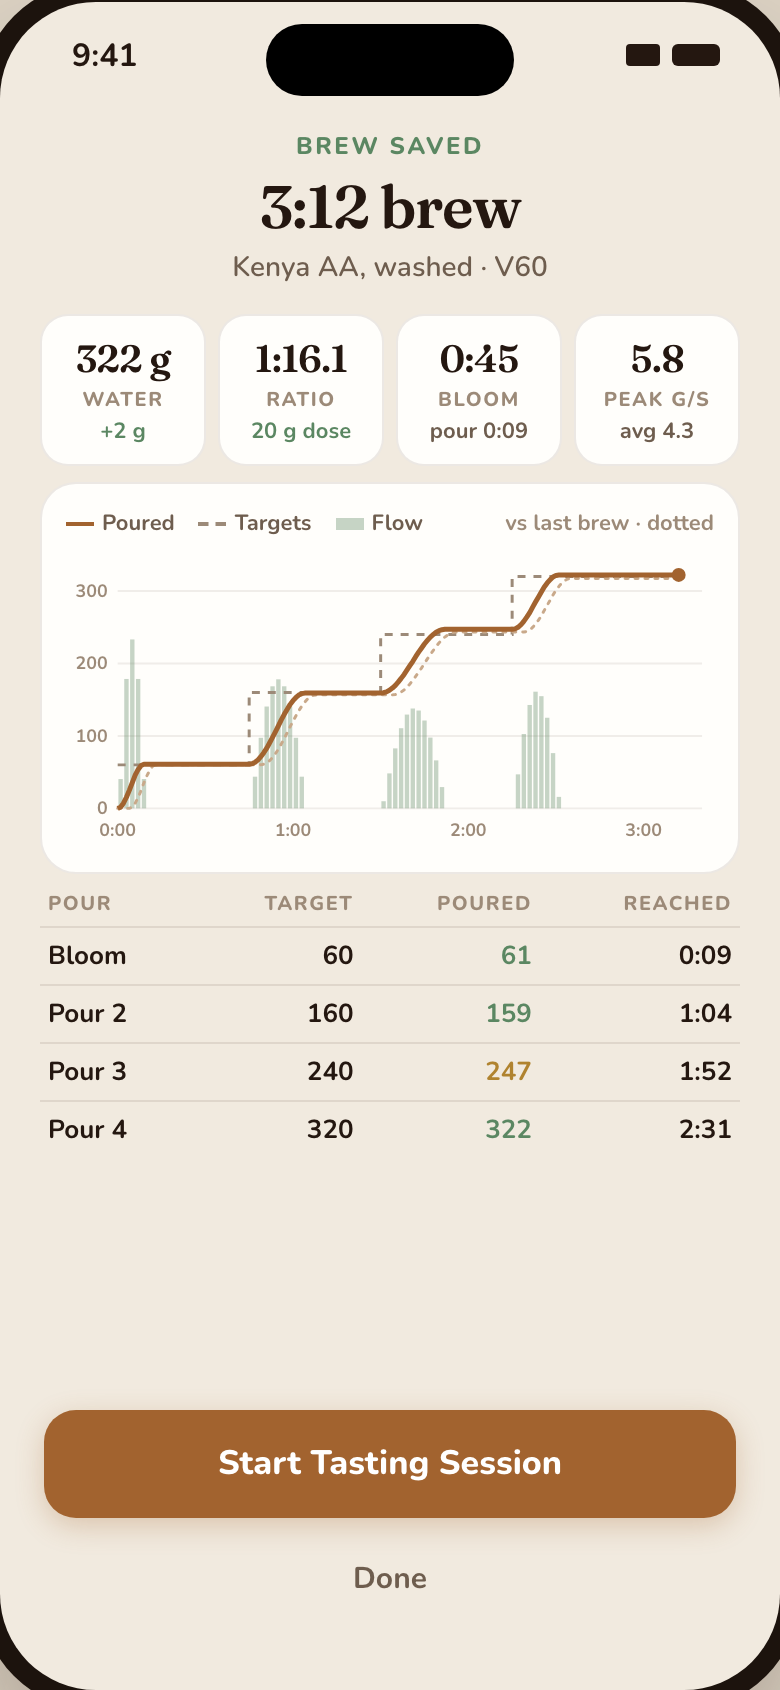 9:41
BREW SAVED
3:12 brew
Kenya AA, washed · V60
322 g 1:16.1 0:45 5.8
WATER RATIO BLOOM PEAK G/S
+2 g 20 g dose pour 0:09 avg 4.3
Poured Targets Flow vs last brew · dotted
300
200
100
0
0:00 1:00 2:00 3:00
POUR TARGET POURED REACHED
Bloom 60 61 0:09
Pour 2 160 159 1:04
Pour 3 240 247 1:52
Pour 4 320 322 2:31
Start Tasting Session
Done